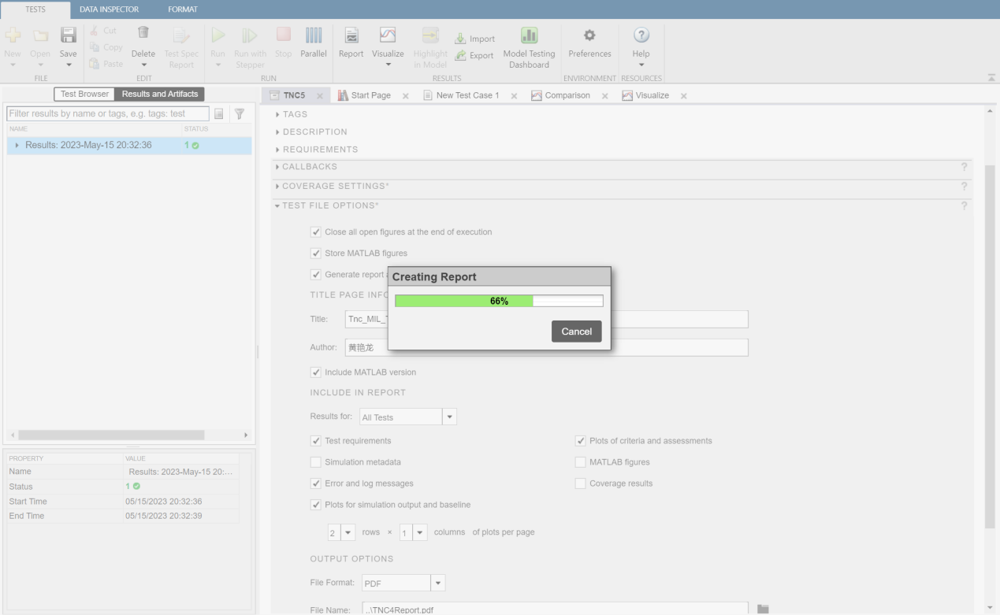 TESTS DATA INSPECTOR FORMAT
New Open Save Cut Copy Paste Delete Test Spec Report Run Run with Stepper Stop Parallel Report Visualize Highlight in Model Import Export Model Testing Dashboard Preferences Help
FILE EDIT RUN RESULTS ENVIRONMENT RESOURCES
Test Browser Results and Artifacts
Filter results by name or tags, e.g. tags: test
NAME STATUS
Results: 2023-May-15 20:32:36 1
PROPERTY VALUE
Name Results: 2023-May-15 20:...
Status 1
Start Time 05/15/2023 20:32:36
End Time 05/15/2023 20:32:39
TNC5 × Start Page × New Test Case 1 × Comparison × Visualize ×
TAGS
DESCRIPTION
REQUIREMENTS
CALLBACKS ?
COVERAGE SETTINGS* ?
TEST FILE OPTIONS* ?
Close all open figures at the end of execution
Store MATLAB figures
Generate report
Creating Report
66%
Cancel
TITLE PAGE INFO
Title: Tnc_MIL_
Author: 黄艳龙
Include MATLAB version
INCLUDE IN REPORT
Results for: All Tests
Test requirements Plots of criteria and assessments
Simulation metadata MATLAB figures
Error and log messages Coverage results
Plots for simulation output and baseline
2 rows × 1 columns of plots per page
OUTPUT OPTIONS
File Format: PDF
File Name: ..\TNC4Report.pdf